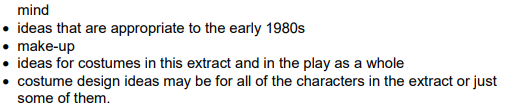 mind
• ideas that are appropriate to the early 1980s
• make-up
• ideas for costumes in this extract and in the play as a whole
• costume design ideas may be for all of the characters in the extract or just
some of them.